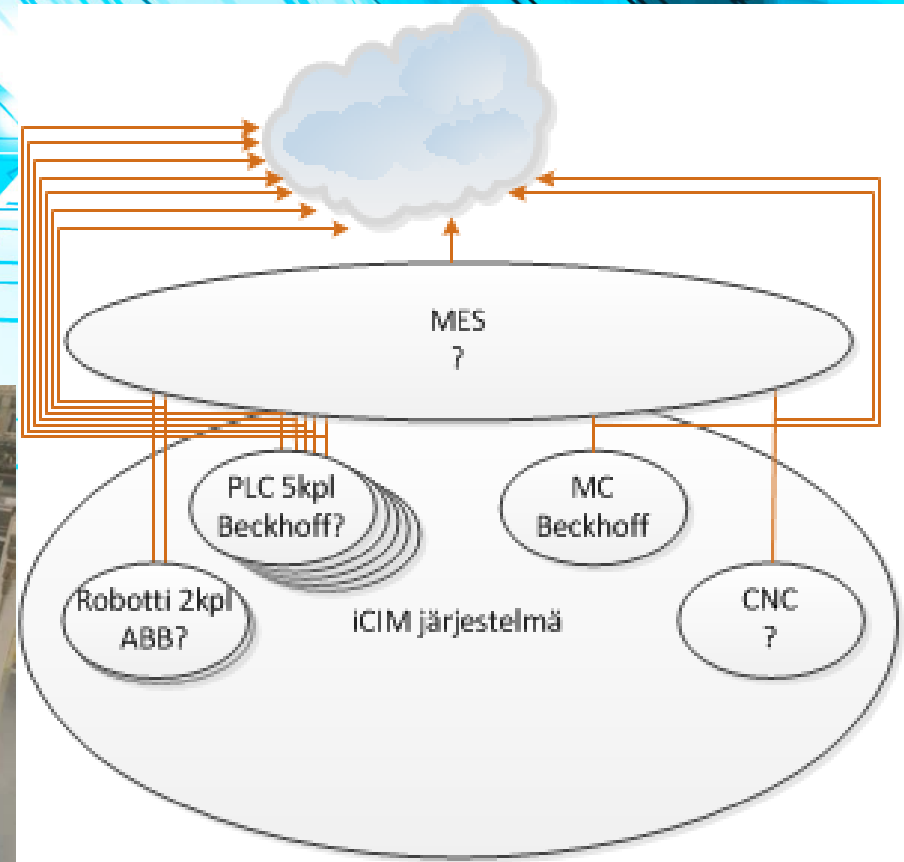 MES
?
PLC 5kpl
Beckhoff?
MC
Beckhoff
Robotti 2kpl
ABB?
iCIM järjestelmä
CNC
?